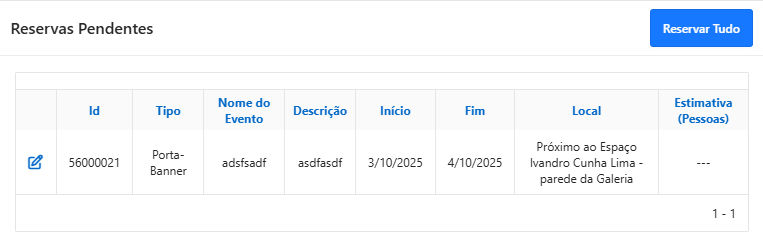 Reservas Pendentes
Reservar Tudo
Id
Tipo
Nome do
Evento
Descrição
Início
Fim
Local
Estimativa
(Pessoas)
56000021
Porta-
Banner
adsfsadf
asdfasdf
3/10/2025
4/10/2025
Próximo ao Espaço
Ivandro Cunha Lima -
parede da Galeria
---
1 - 1